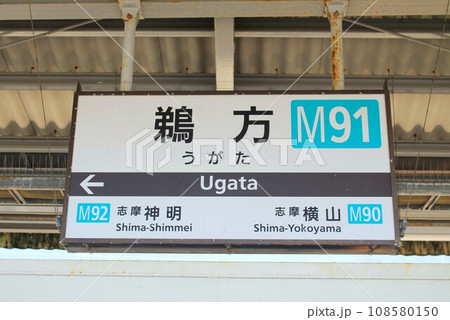 鵜方 M91
うがた
← Ugata
M92 志摩神明 志摩横山 M90
Shima-Shimmei Shima-Yokoyama
PIXTA
pixta.jp - 108580150